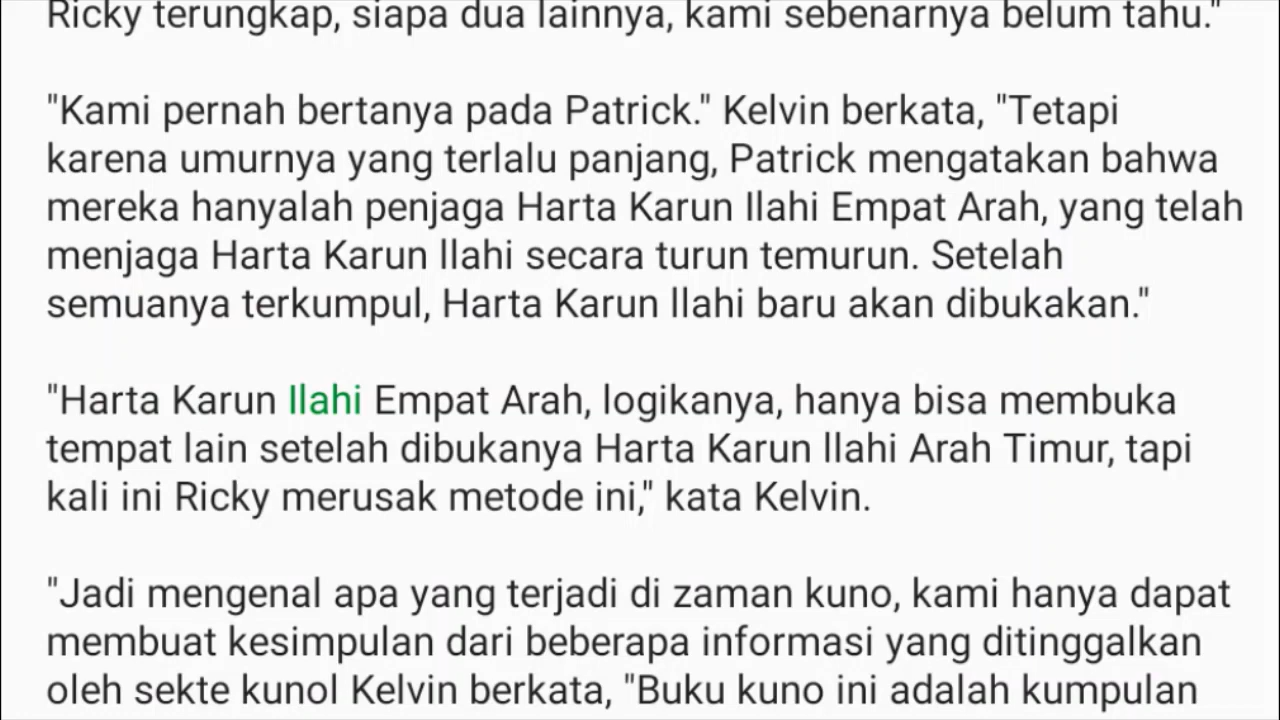 Ricky terungkap, siapa dua lainnya, kami sebenarnya belum tahu."
"Kami pernah bertanya pada Patrick." Kelvin berkata, "Tetapi
karena umurnya yang terlalu panjang, Patrick mengatakan bahwa
mereka hanyalah penjaga Harta Karun Ilahi Empat Arah, yang telah
menjaga Harta Karun llahi secara turun temurun. Setelah
semuanya terkumpul, Harta Karun llahi baru akan dibukakan."
"Harta Karun Ilahi Empat Arah, logikanya, hanya bisa membuka
tempat lain setelah dibukanya Harta Karun llahi Arah Timur, tapi
kali ini Ricky merusak metode ini," kata Kelvin.
"Jadi mengenal apa yang terjadi di zaman kuno, kami hanya dapat
membuat kesimpulan dari beberapa informasi yang ditinggalkan
oleh sekte kunol Kelvin berkata, "Buku kuno ini adalah kumpulan